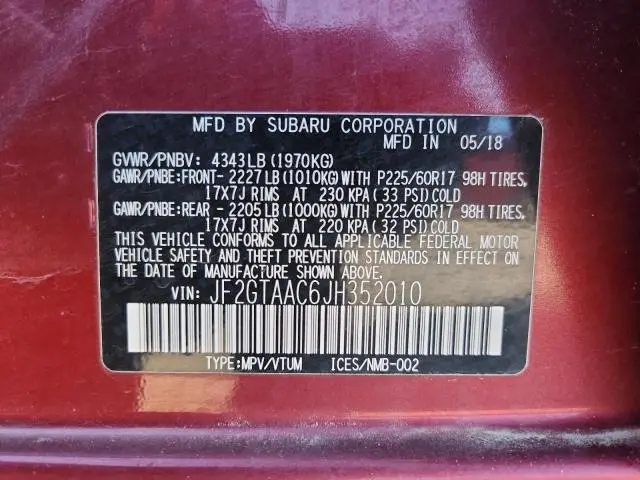 MFD BY SUBARU CORPORATION
MFD IN 05/18
GVWR/PNBV: 4343LB(1970KG)
GAWR/PNBE:FRONT- 2227LB(1010KG)WITH P225/60R17 98H TIRES,
17X7J RIMS AT 230 KPA(33 PSI)COLD
GAWR/PNBE:REAR - 2205LB(1000KG)WITH P225/60R17 98H TIRES,
17X7J RIMS AT 220 KPA(32 PSI)COLD
THIS VEHICLE CONFORMS TO ALL APPLICABLE FEDERAL MOTOR
VEHICLE SAFETY AND THEFT PREVENTION STANDARDS IN EFFECT ON
THE DATE OF MANUFACTURE SHOWN ABOVE.
VIN: JF2GTAAC6JH352010
TYPE:MPV/VTUM ICES/NMB-002